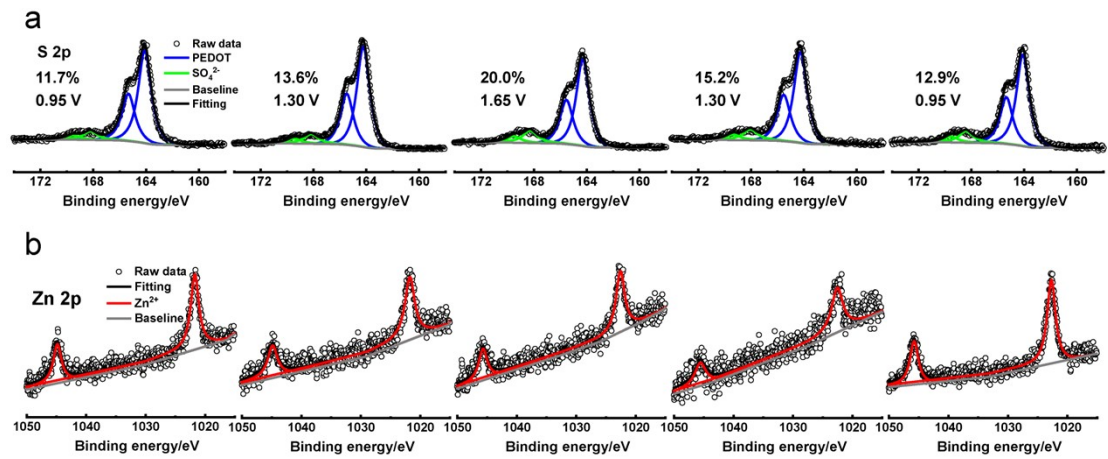 a
S 2p
11.7%
0.95 V
Raw data
PEDOT
SO₄²⁻
Baseline
Fitting
13.6%
1.30 V
20.0%
1.65 V
15.2%
1.30 V
12.9%
0.95 V
172 168 164 160
172 168 164 160
172 168 164 160
172 168 164 160
172 168 164 160
Binding energy/eV
Binding energy/eV
Binding energy/eV
Binding energy/eV
Binding energy/eV
b
Zn 2p
Raw data
Fitting
Zn²⁺
Baseline
1050 1040 1030 1020
1050 1040 1030 1020
1050 1040 1030 1020
1050 1040 1030 1020
1050 1040 1030 1020
Binding energy/eV
Binding energy/eV
Binding energy/eV
Binding energy/eV
Binding energy/eV